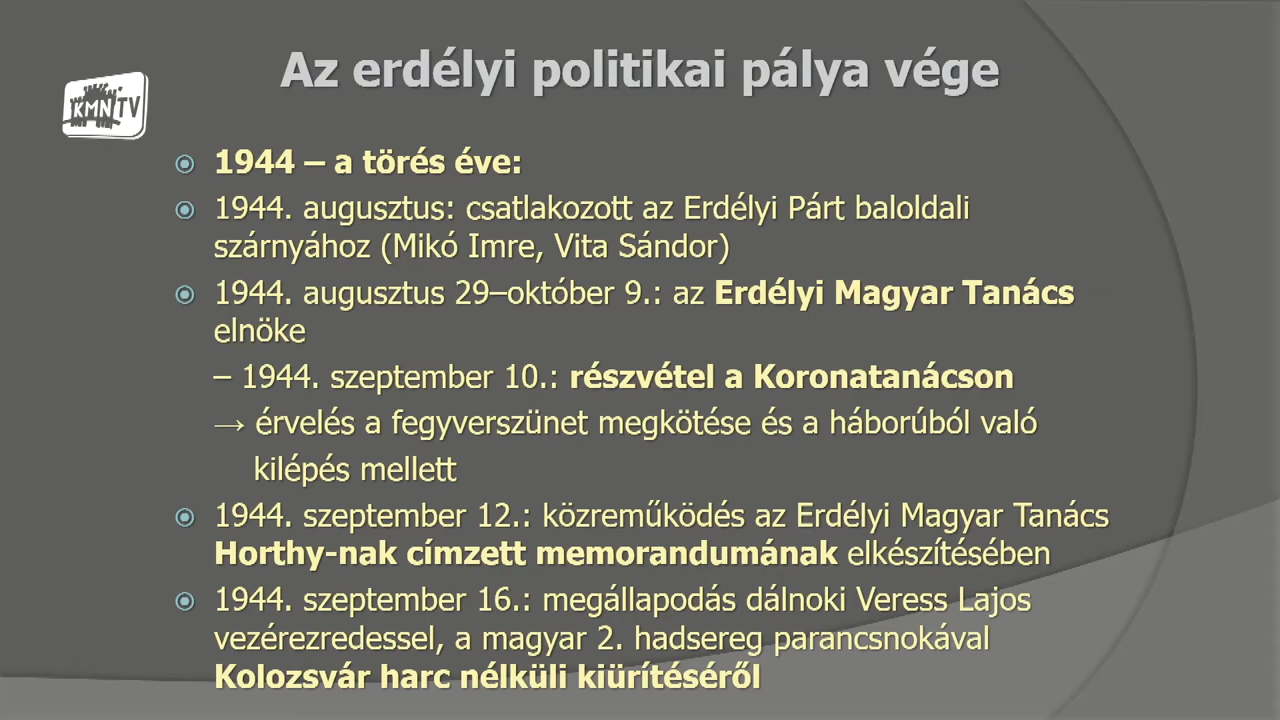 Az erdélyi politikai pálya vége
KMN TV
1944 – a törés éve:
1944. augusztus: csatlakozott az Erdélyi Párt baloldali
szárnyához (Mikó Imre, Vita Sándor)
1944. augusztus 29–október 9.: az Erdélyi Magyar Tanács
elnöke
– 1944. szeptember 10.: részvétel a Koronatanácson
→ érvelés a fegyverszünet megkötése és a háborúból való
kilépés mellett
1944. szeptember 12.: közreműködés az Erdélyi Magyar Tanács
Horthy-nak címzett memorandumának elkészítésében
1944. szeptember 16.: megállapodás dálnoki Veress Lajos
vezérezredessel, a magyar 2. hadsereg parancsnokával
Kolozsvár harc nélküli kiürítéséről